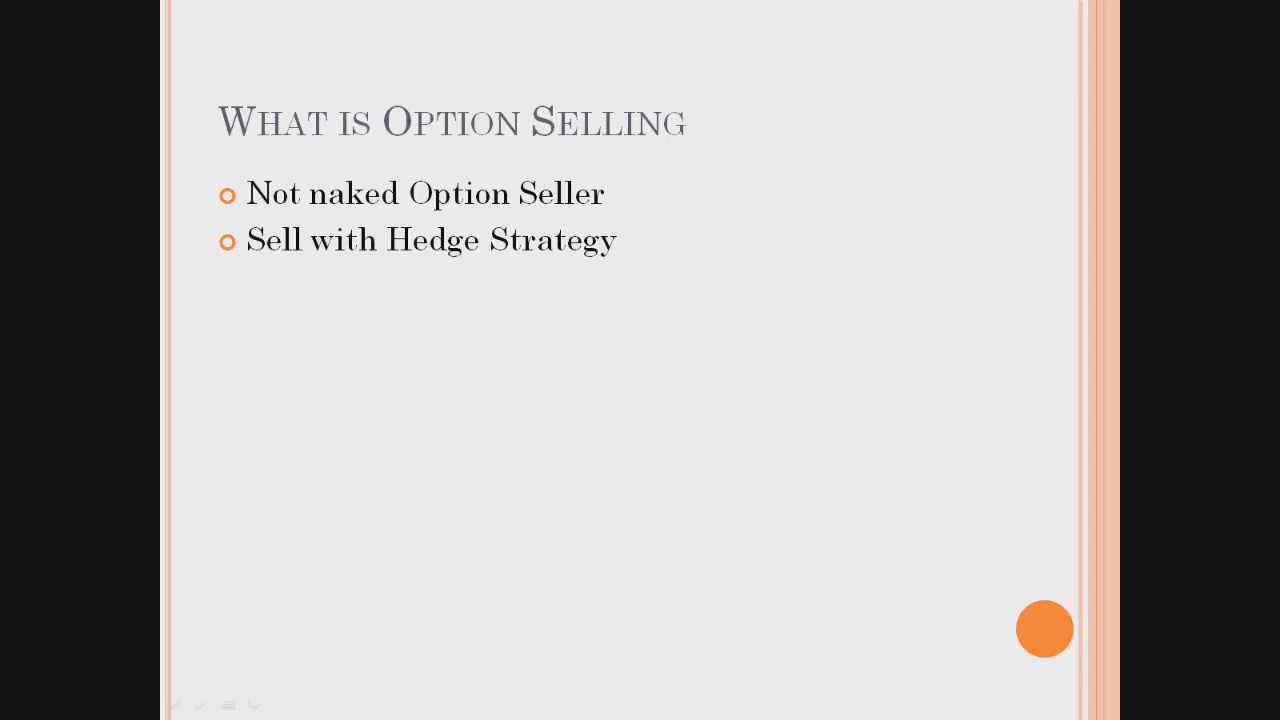 What is Option Selling
Not naked Option Seller
Sell with Hedge Strategy